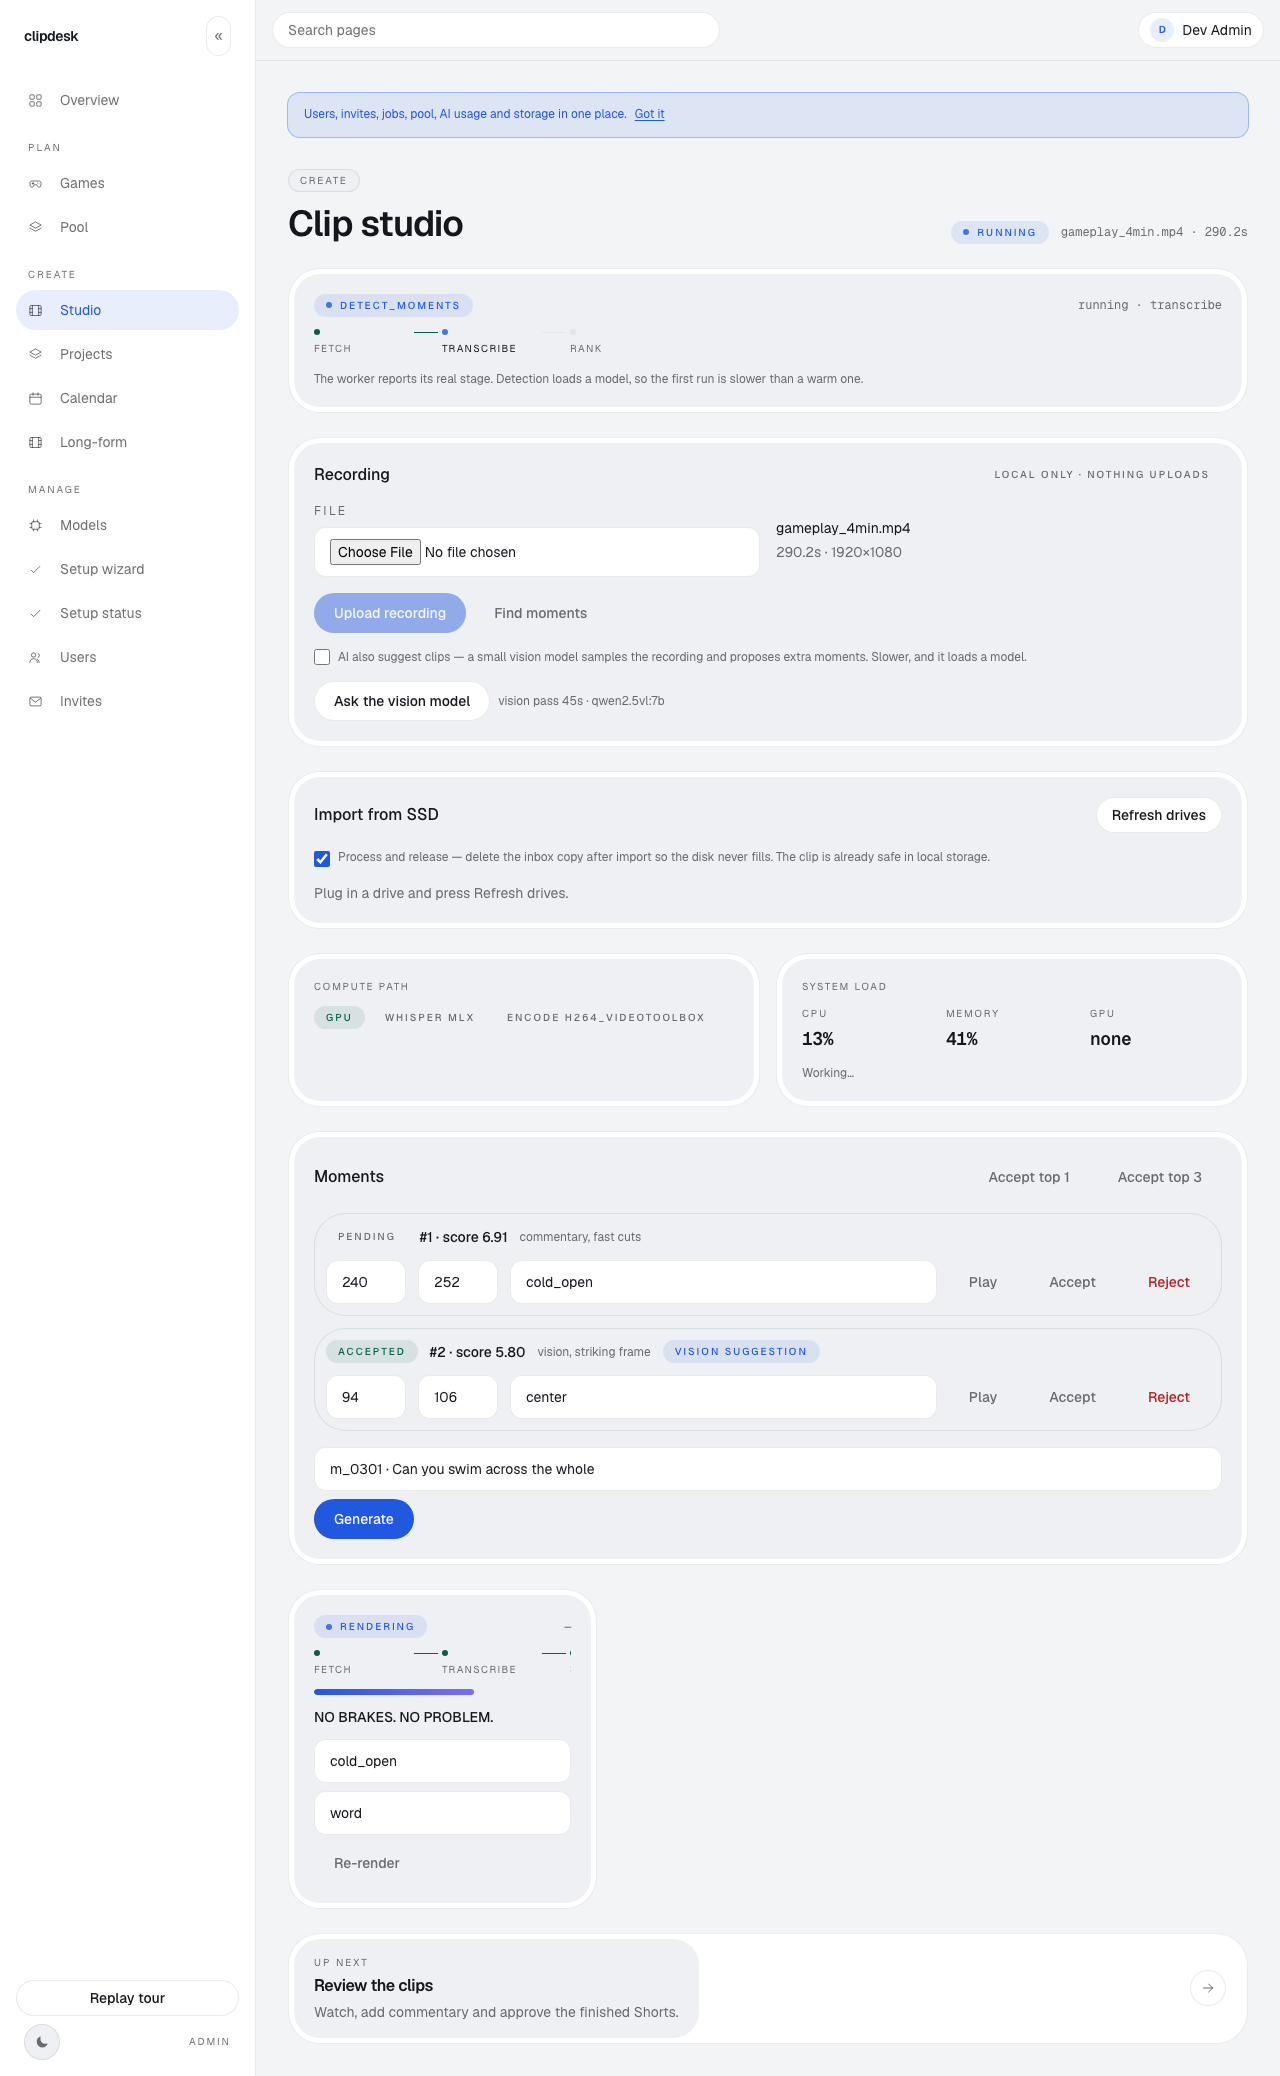 clipdesk
«
Search pages
D
Dev Admin
Overview
PLAN
Games
Pool
CREATE
Studio
Projects
Calendar
Long-form
MANAGE
Models
Setup wizard
Setup status
Users
Invites
Replay tour
ADMIN
Users, invites, jobs, pool, AI usage and storage in one place. Got it
CREATE
Clip studio
RUNNING gameplay_4min.mp4 · 290.2s
DETECT_MOMENTS
running · transcribe
FETCH TRANSCRIBE RANK
The worker reports its real stage. Detection loads a model, so the first run is slower than a warm one.
Recording
LOCAL ONLY · NOTHING UPLOADS
FILE
Choose File No file chosen
gameplay_4min.mp4
290.2s · 1920×1080
Upload recording Find moments
AI also suggest clips — a small vision model samples the recording and proposes extra moments. Slower, and it loads a model.
Ask the vision model vision pass 45s · qwen2.5vl:7b
Import from SSD
Refresh drives
Process and release — delete the inbox copy after import so the disk never fills. The clip is already safe in local storage.
Plug in a drive and press Refresh drives.
COMPUTE PATH
GPU WHISPER MLX ENCODE H264_VIDEOTOOLBOX
SYSTEM LOAD
CPU MEMORY GPU
13% 41% none
Working…
Moments
Accept top 1 Accept top 3
PENDING #1 · score 6.91 commentary, fast cuts
240 252 cold_open Play Accept Reject
ACCEPTED #2 · score 5.80 vision, striking frame VISION SUGGESTION
94 106 center Play Accept Reject
m_0301 · Can you swim across the whole
Generate
RENDERING —
FETCH TRANSCRIBE
NO BRAKES. NO PROBLEM.
cold_open
word
Re-render
UP NEXT
Review the clips
Watch, add commentary and approve the finished Shorts.